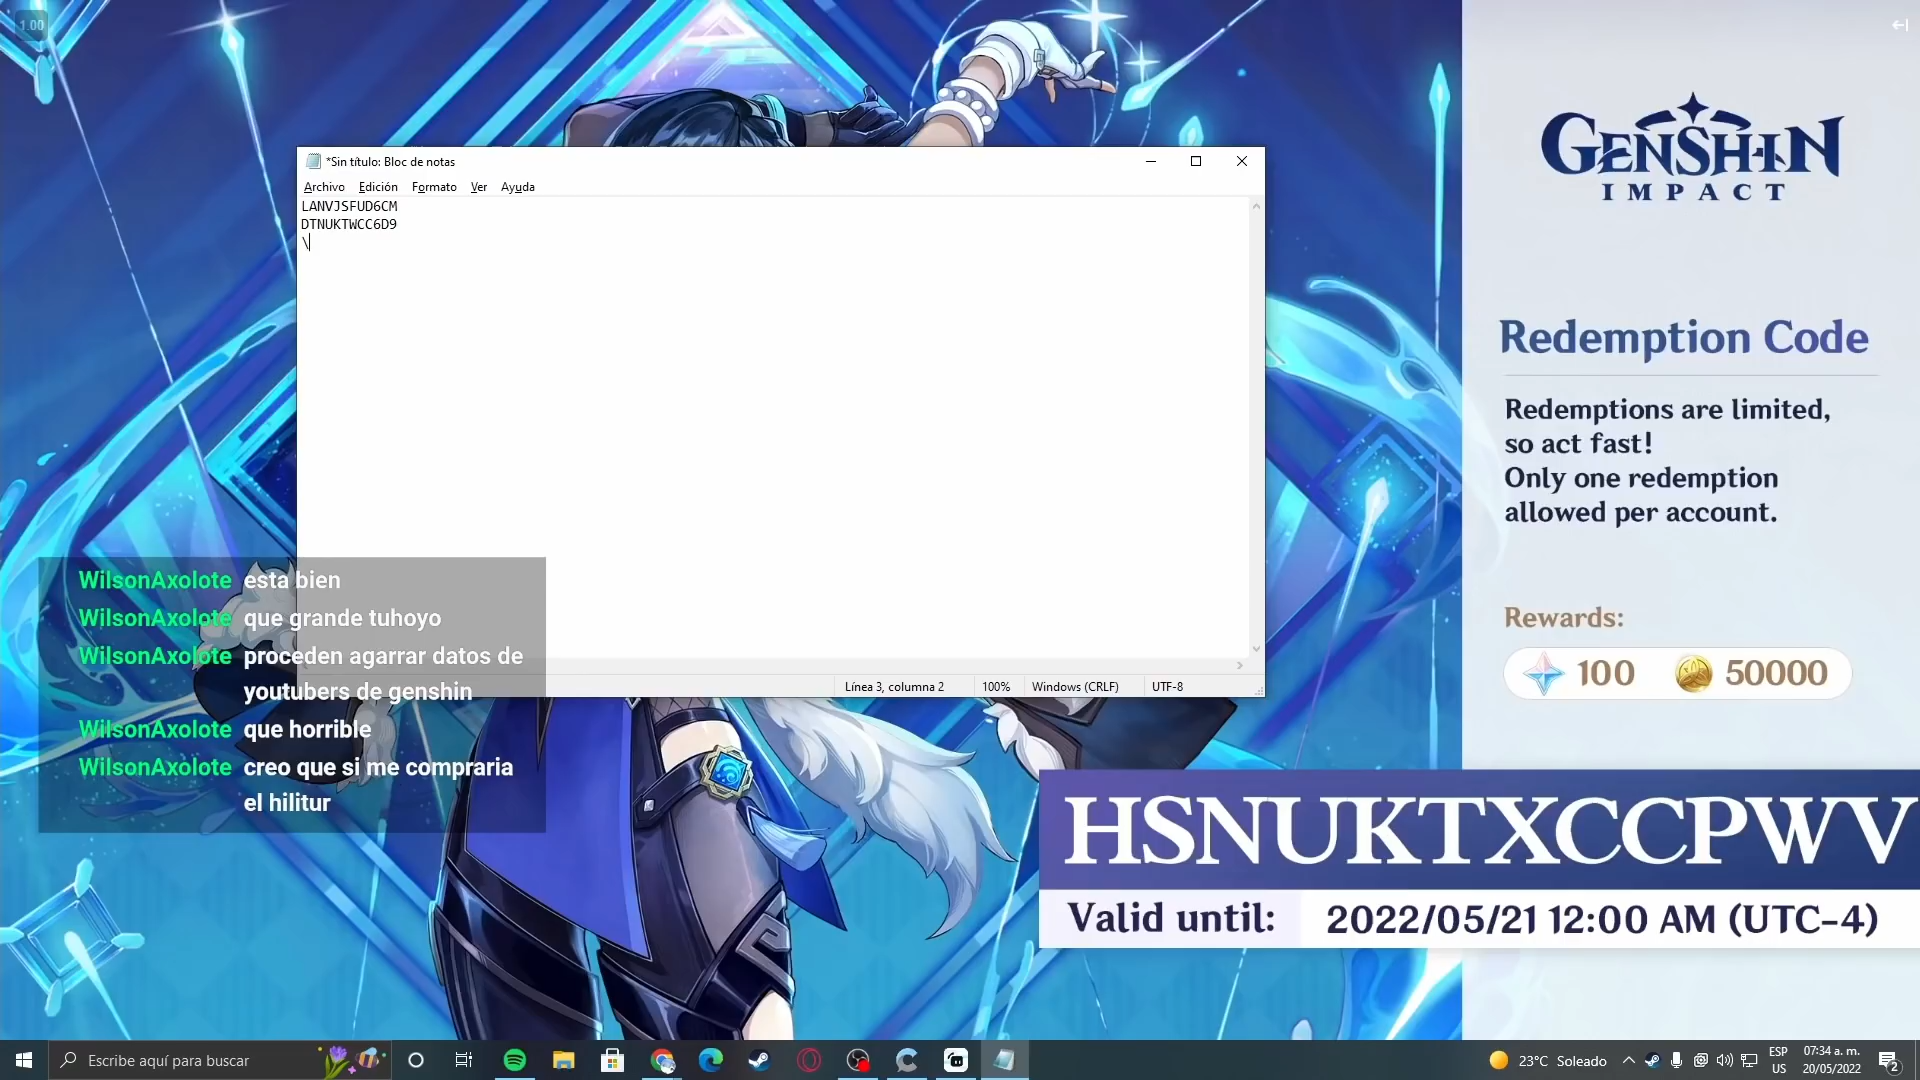 1.00
*Sin título: Bloc de notas
Archivo Edición Formato Ver Ayuda
LANVJSFUD6CM
DTNUKTWCC6D9
\
Línea 3, columna 2 100% Windows (CRLF) UTF-8
WilsonAxolote esta bien
WilsonAxolote que grande tuhoyo
WilsonAxolote proceden agarrar datos de
youtubers de genshin
WilsonAxolote que horrible
WilsonAxolote creo que si me compraria
el hilitur
GENSHIN
IMPACT
Redemption Code
Redemptions are limited,
so act fast!
Only one redemption
allowed per account.
Rewards:
100 50000
HSNUKTXCCPWV
Valid until: 2022/05/21 12:00 AM (UTC-4)
Escribe aquí para buscar
23°C Soleado
ESP
US
07:34 a. m.
20/05/2022
2